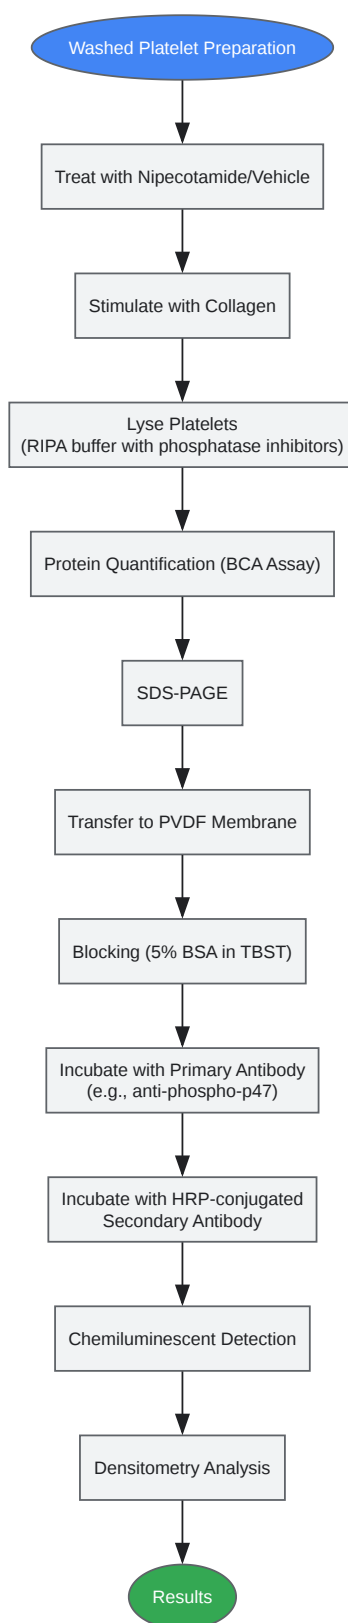 Washed Platelet Preparation
Treat with Nipecotamide/Vehicle
Stimulate with Collagen
Lyse Platelets
(RIPA buffer with phosphatase inhibitors)
Protein Quantification (BCA Assay)
SDS-PAGE
Transfer to PVDF Membrane
Blocking (5% BSA in TBST)
Incubate with Primary Antibody
(e.g., anti-phospho-p47)
Incubate with HRP-conjugated
Secondary Antibody
Chemiluminescent Detection
Densitometry Analysis
Results